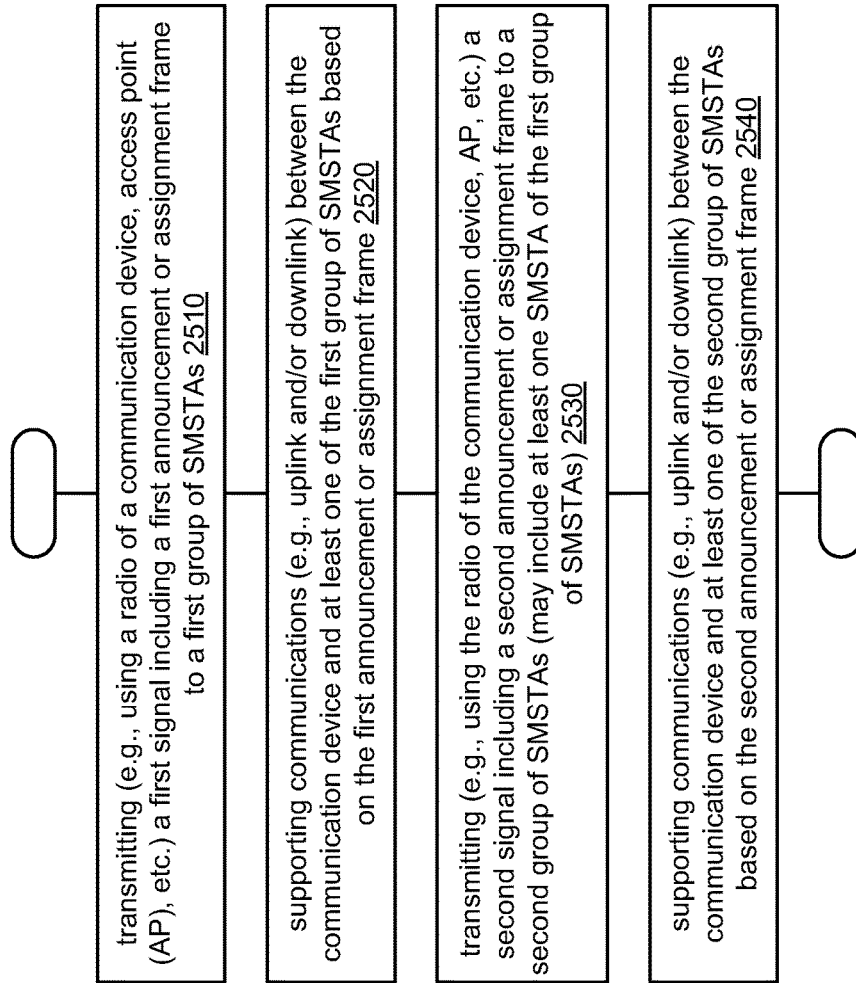 transmitting (e.g., using a radio of a communication device, access point
(AP), etc.) a first signal including a first announcement or assignment frame
to a first group of SMSTAs 2510
supporting communications (e.g., uplink and/or downlink) between the
communication device and at least one of the first group of SMSTAs based
on the first announcement or assignment frame 2520
transmitting (e.g., using the radio of the communication device, AP, etc.) a
second signal including a second announcement or assignment frame to a
second group of SMSTAs (may include at least one SMSTA of the first group
of SMSTAs) 2530
supporting communications (e.g., uplink and/or downlink) between the
communication device and at least one of the second group of SMSTAs
based on the second announcement or assignment frame 2540